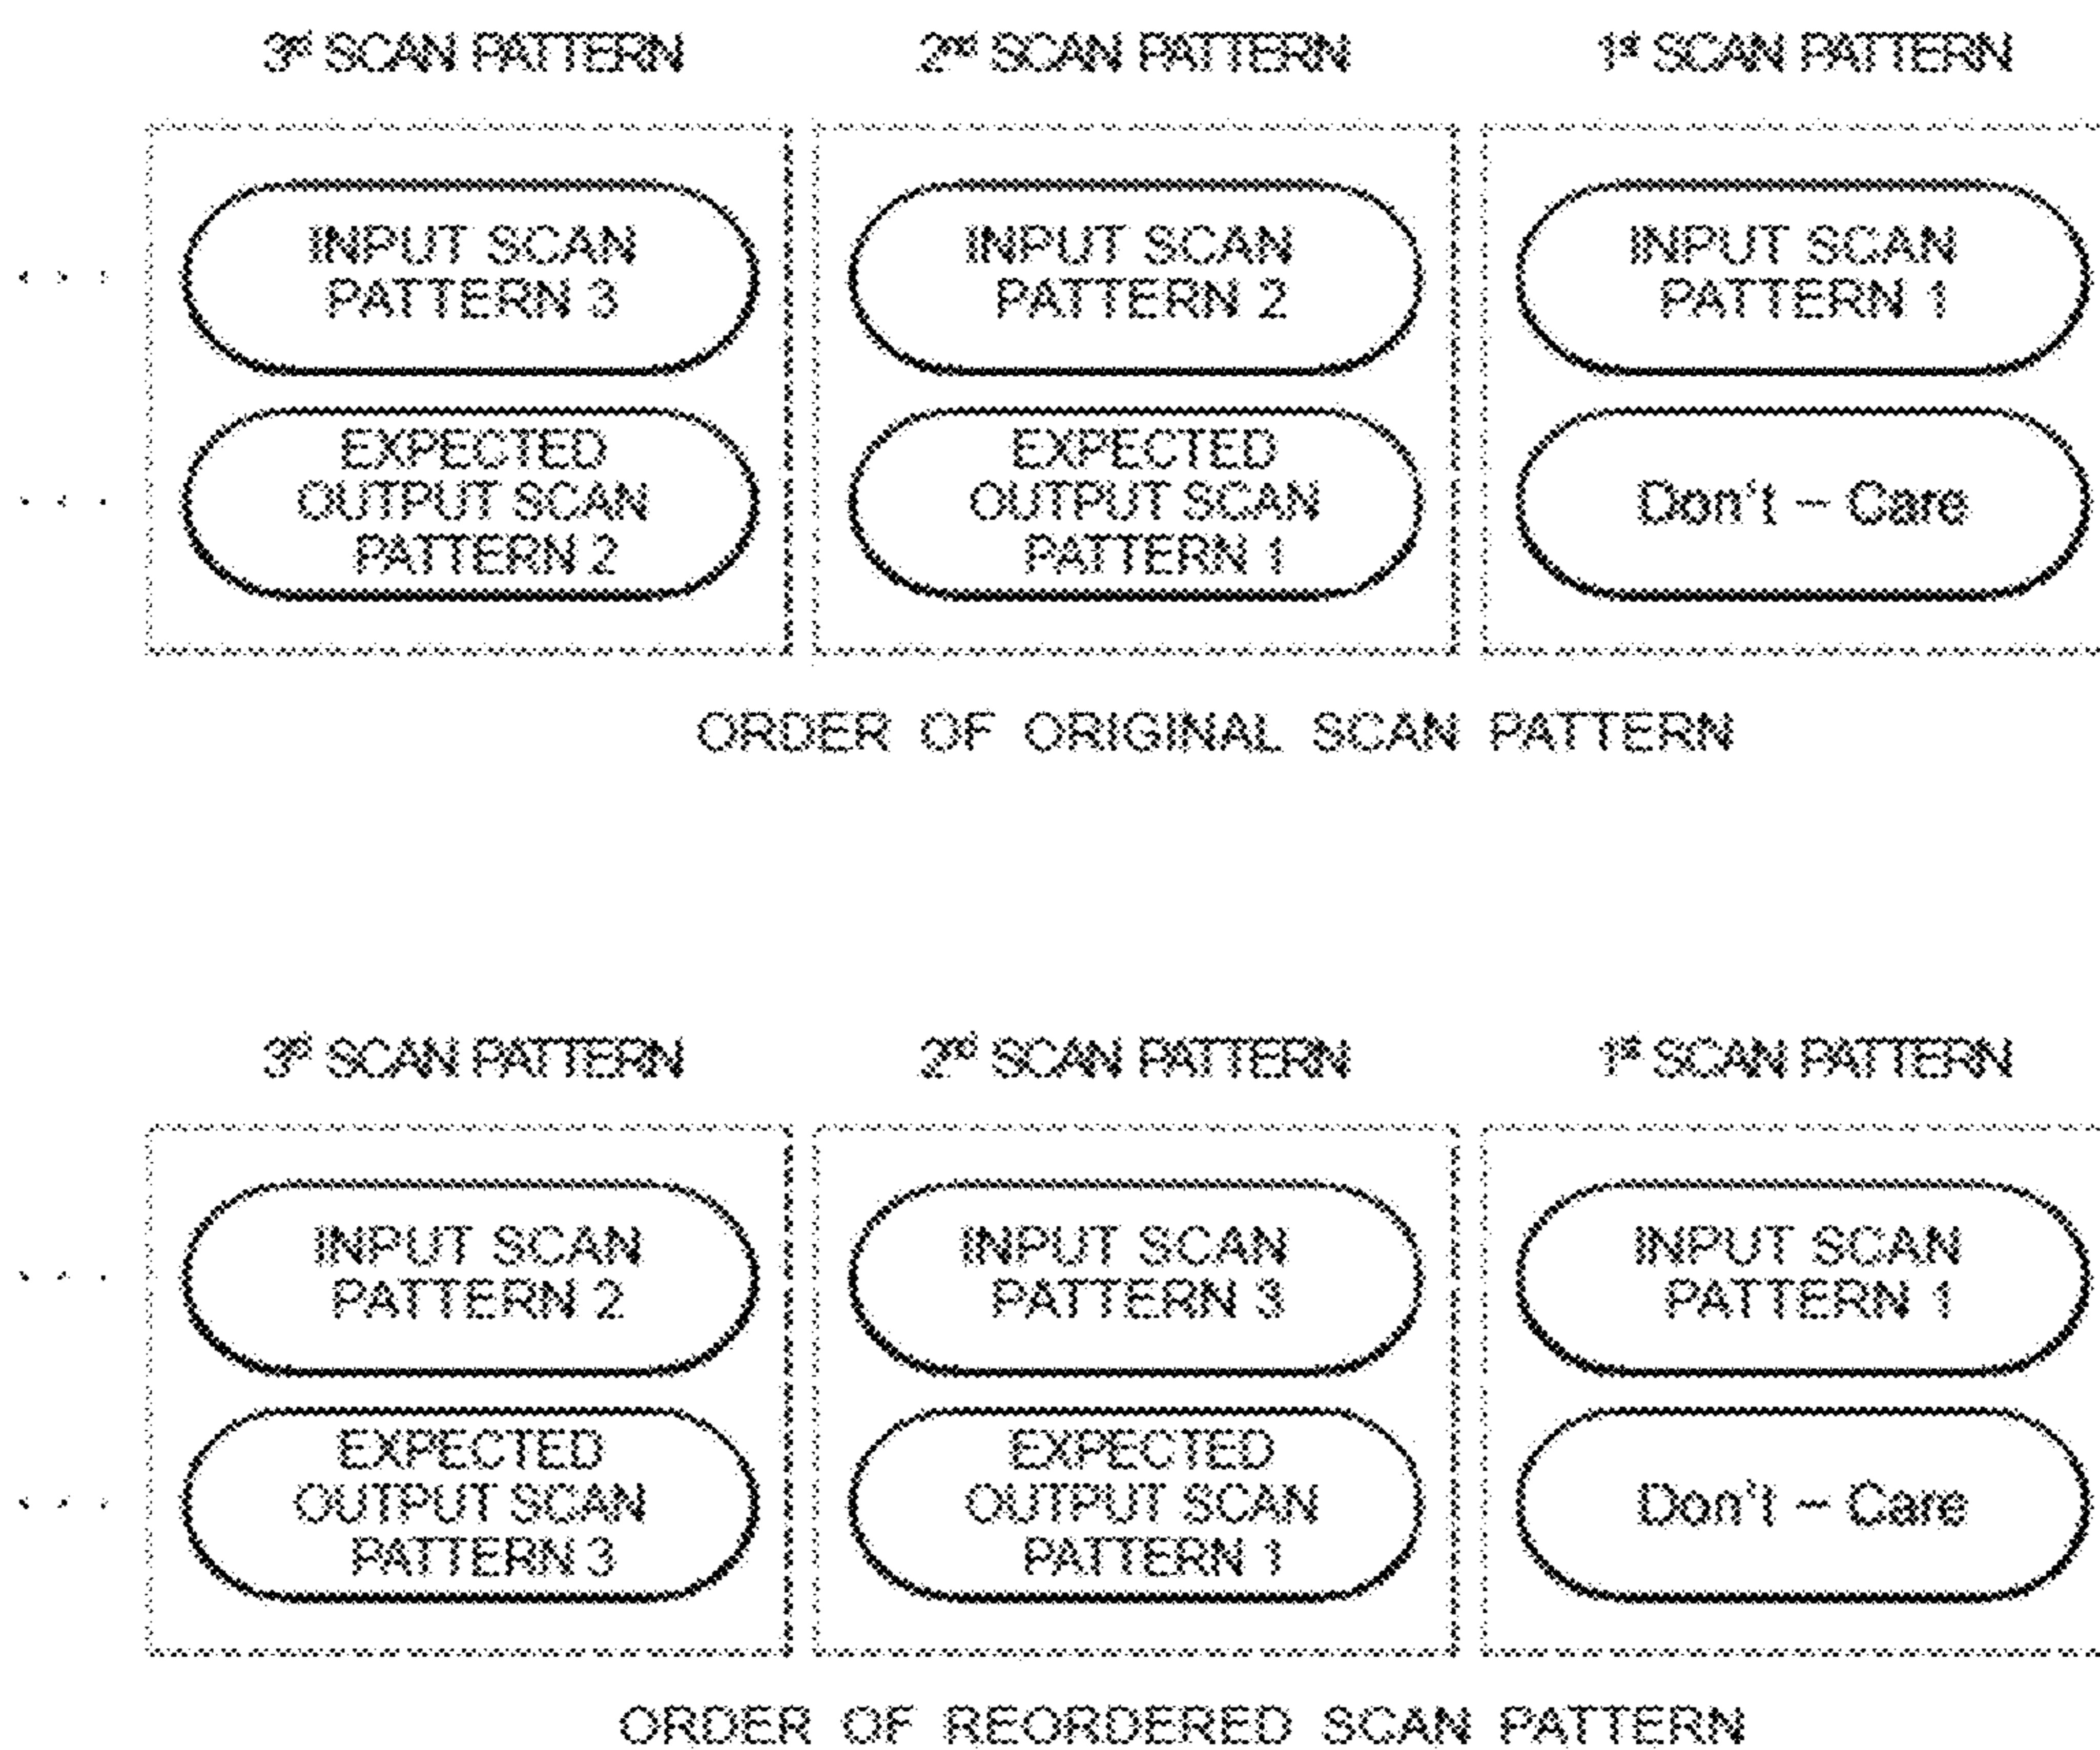 3rd SCAN PATTERN
2nd SCAN PATTERN
1st SCAN PATTERN
INPUT SCAN
PATTERN 3
INPUT SCAN
PATTERN 2
INPUT SCAN
PATTERN 1
. . .
EXPECTED
OUTPUT SCAN
PATTERN 2
EXPECTED
OUTPUT SCAN
PATTERN 1
Don't - Care
. . .
ORDER OF ORIGINAL SCAN PATTERN
3rd SCAN PATTERN
2nd SCAN PATTERN
1st SCAN PATTERN
INPUT SCAN
PATTERN 2
INPUT SCAN
PATTERN 3
INPUT SCAN
PATTERN 1
. . .
EXPECTED
OUTPUT SCAN
PATTERN 3
EXPECTED
OUTPUT SCAN
PATTERN 1
Don't - Care
. . .
ORDER OF REORDERED SCAN PATTERN